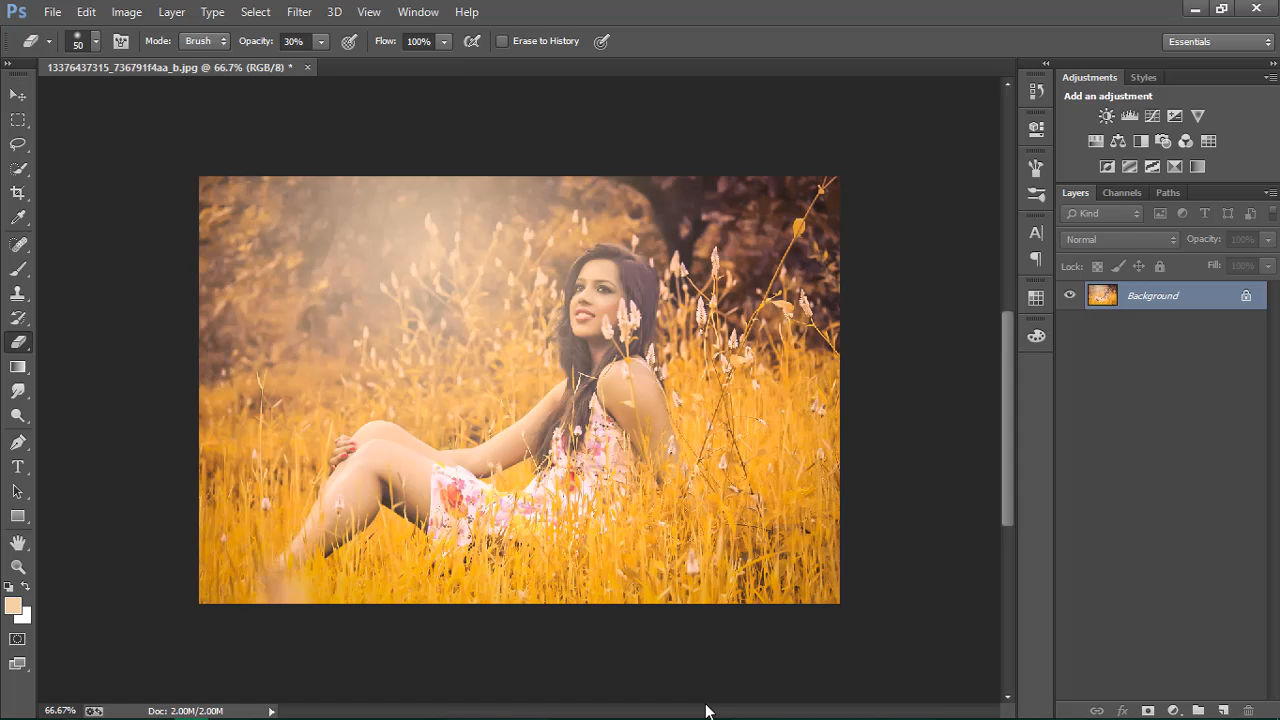 Ps File Edit Image Layer Type Select Filter 3D View Window Help
50 Mode: Brush Opacity: 30% Flow: 100% Erase to History Essentials
13376437315_736791f4aa_b.jpg @ 66.7% (RGB/8) * ×
Adjustments Styles
Add an adjustment
Layers Channels Paths
Kind
Normal Opacity: 100%
Lock: Fill: 100%
Background
66.67% Doc: 2.00M/2.00M